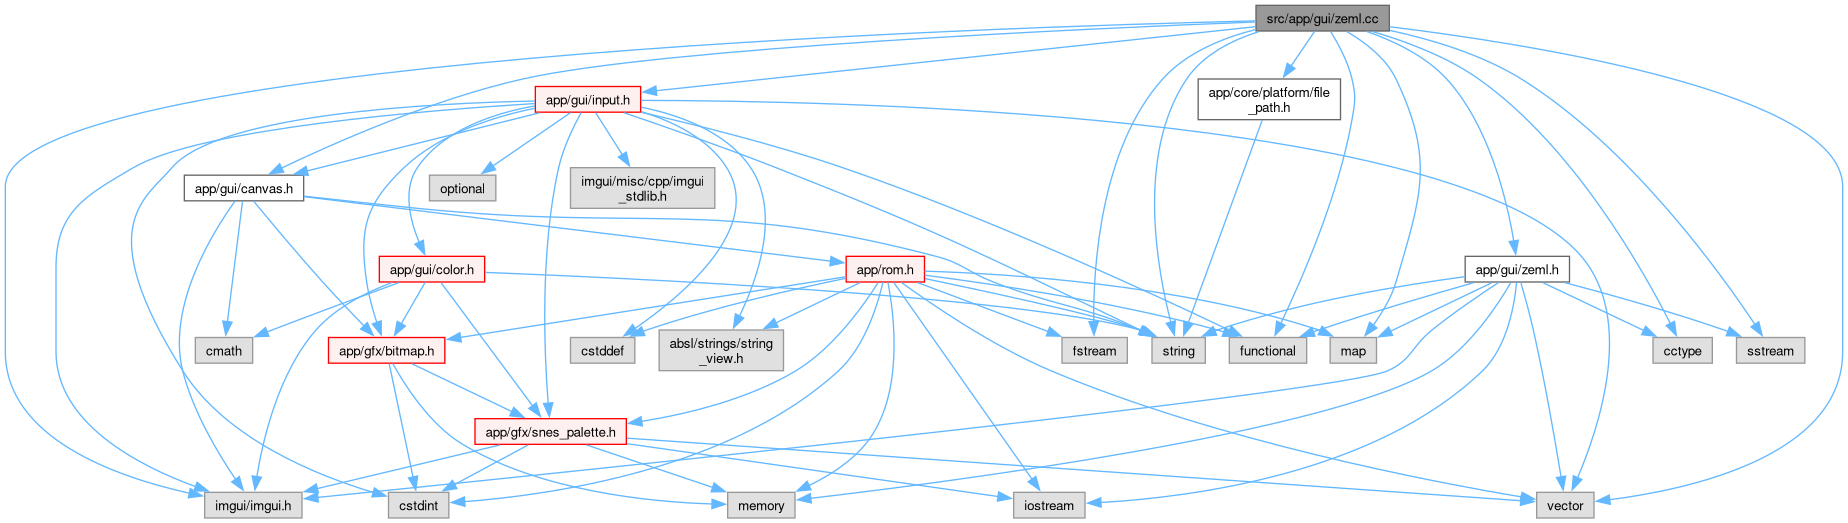 src/app/gui/zeml.cc
app/gui/input.h
app/core/platform/file
_path.h
app/gui/canvas.h
optional
imgui/misc/cpp/imgui
_stdlib.h
app/gui/color.h
app/rom.h
app/gui/zeml.h
cmath
app/gfx/bitmap.h
cstddef
absl/strings/string
_view.h
fstream
string
functional
map
cctype
sstream
app/gfx/snes_palette.h
imgui/imgui.h
cstdint
memory
iostream
vector